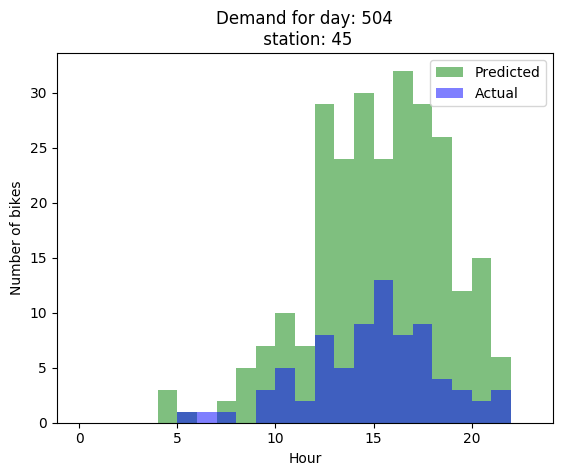 Demand for day: 504
station: 45
Predicted
Actual
Number of bikes
30
25
20
15
10
5
0
0
5
10
15
20
Hour